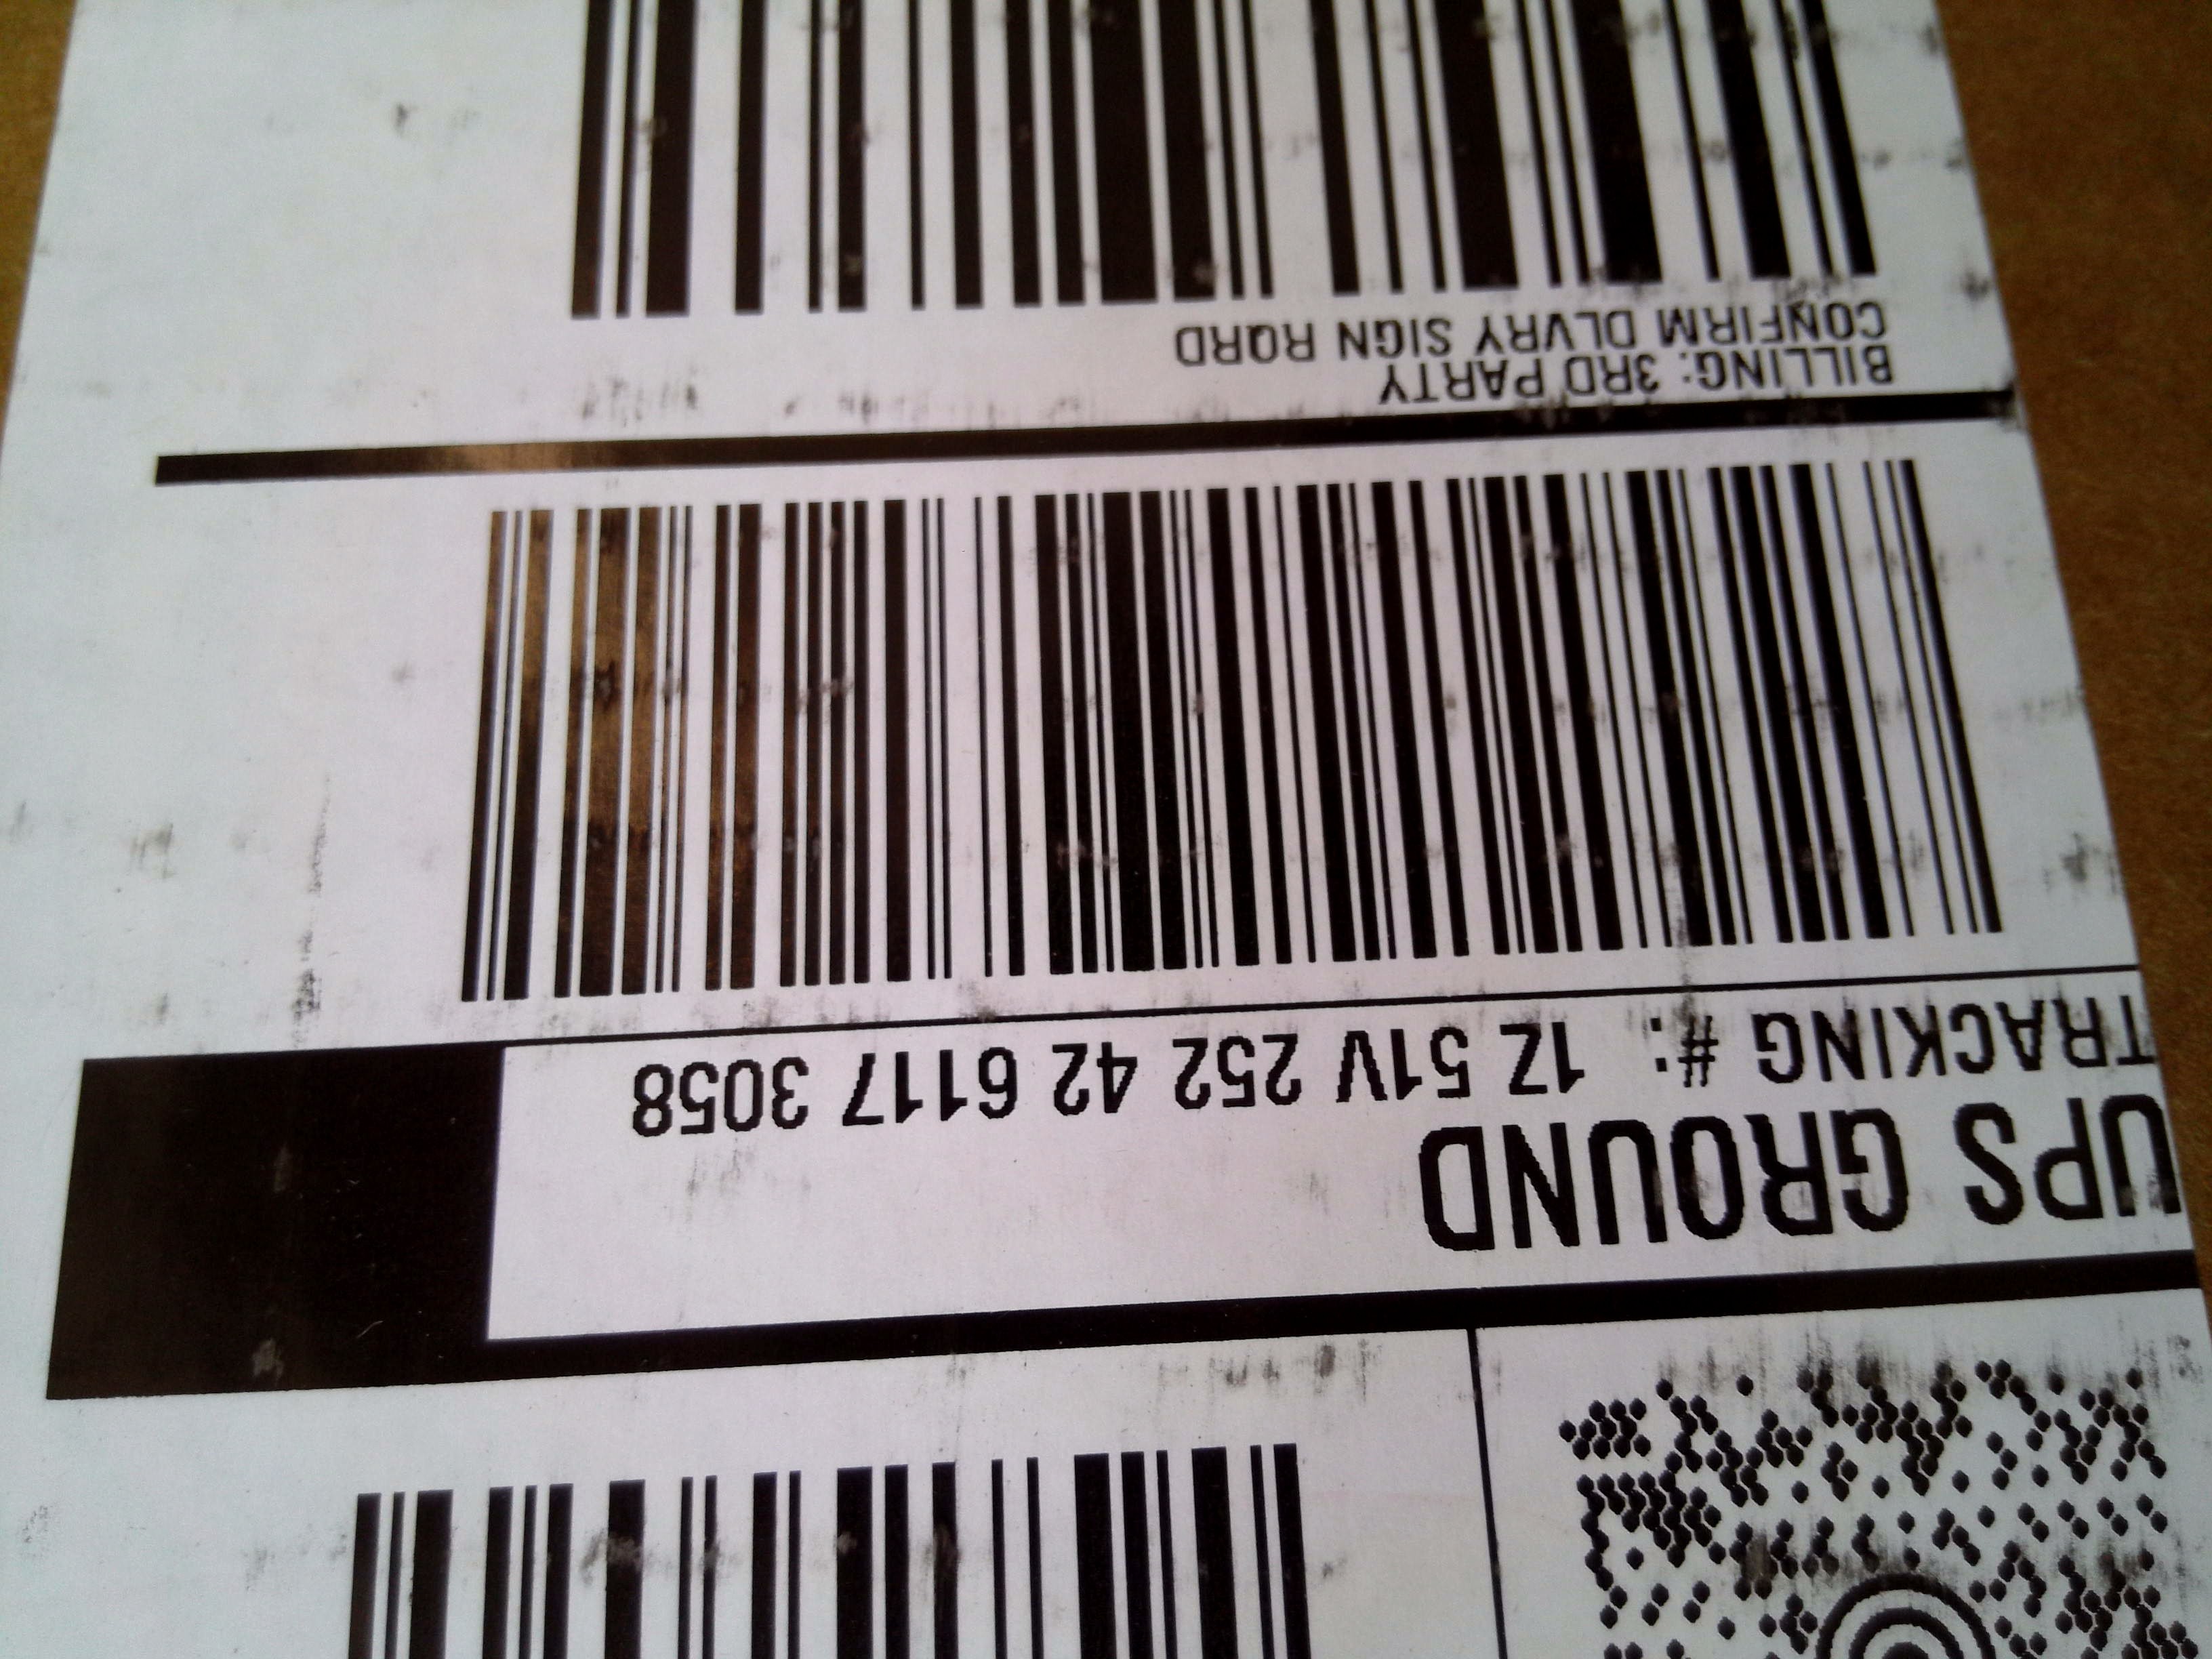 UPS GROUND
TRACKING #: 1Z 51V 252 42 6117 3058
BILLING: 3RD PARTY
CONFIRM DLVRY SIGN RQRD